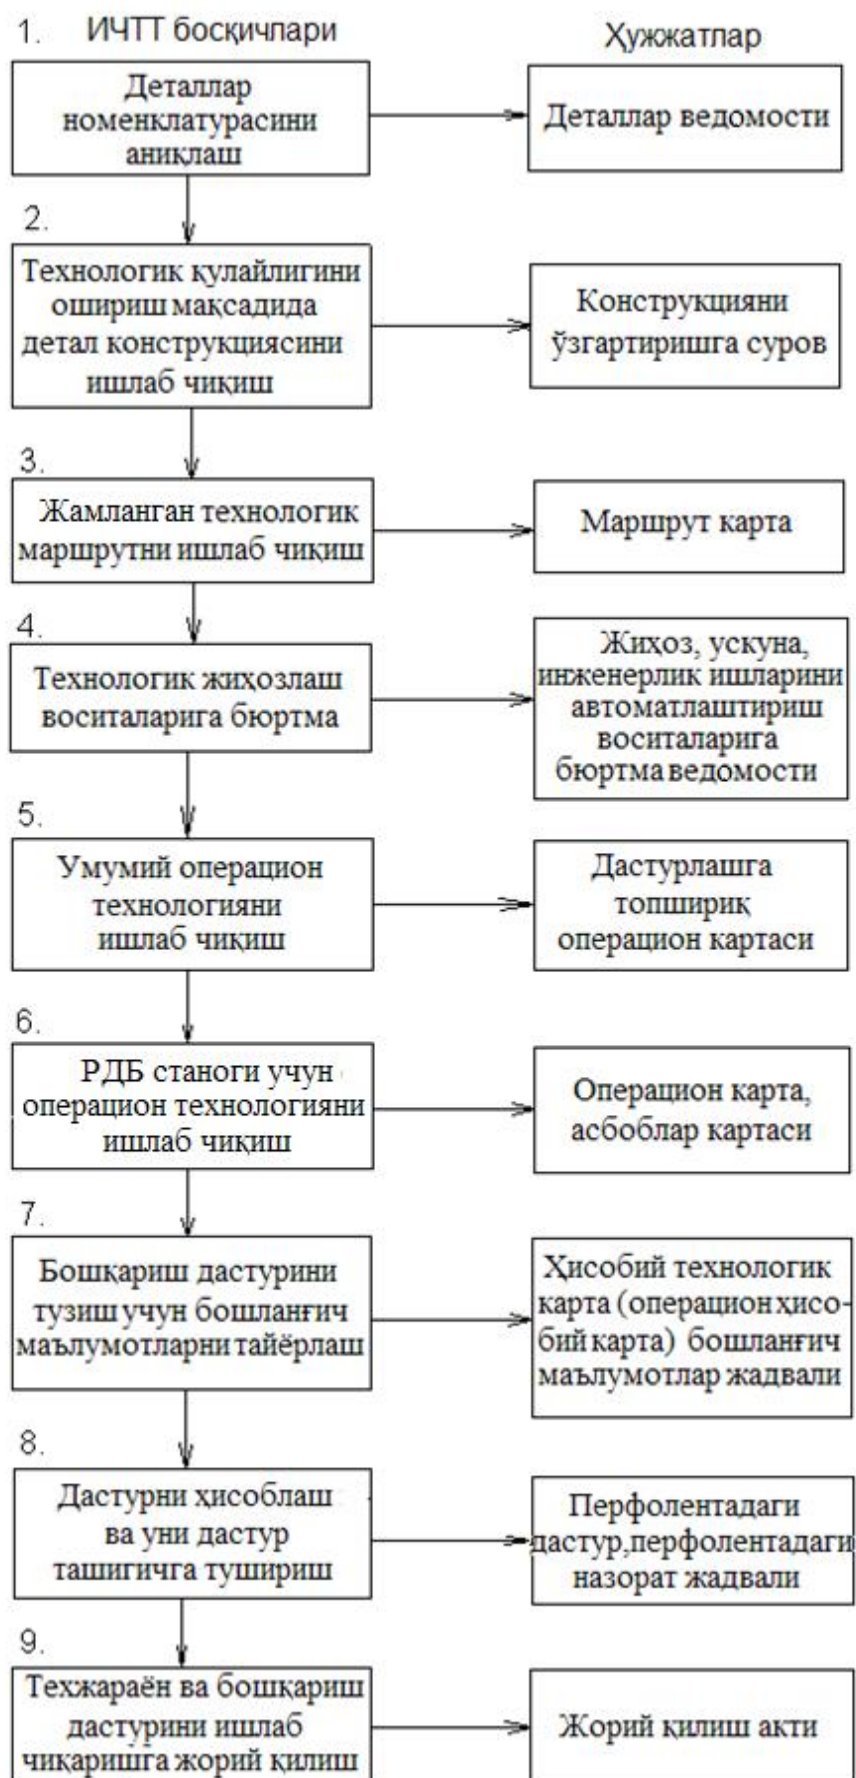 1. ИЧТТ босқичлари
Ҳужжатлар
Деталлар
номенклатурасини
аниқлаш
Деталлар ведомости
2.
Технологик қулайлигини
ошириш мақсадида
детал конструкциясини
ишлаб чиқиш
Конструкцияни
ўзгартиришга суров
3.
Жамланган технологик
маршрутни ишлаб чиқиш
Маршрут карта
4.
Технологик жиҳозлаш
воситаларига бюртма
Жиҳоз, ускуна,
инженерлик ишларини
автоматлаштириш
воситаларига
бюртма ведомости
5.
Умумий операцион
технологияни
ишлаб чиқиш
Дастурлашга
топшириқ
операцион картаси
6.
РДБ станоги учун
операцион технологияни
ишлаб чиқиш
Операцион карта,
асбоблар картаси
7.
Бошқариш дастурини
тузиш учун бошланғич
маълумотларни тайёрлаш
Ҳисобий технологик
карта (операцион ҳисо-
бий карта) бошланғич
маълумотлар жадвали
8.
Дастурни ҳисоблаш
ва уни дастур
ташигичга тушириш
Перфолентадаги
дастур,перфолентадаги
назорат жадвали
9.
Техжараён ва бошқариш
дастурини ишлаб
чиқаришга жорий қилиш
Жорий қилиш акти